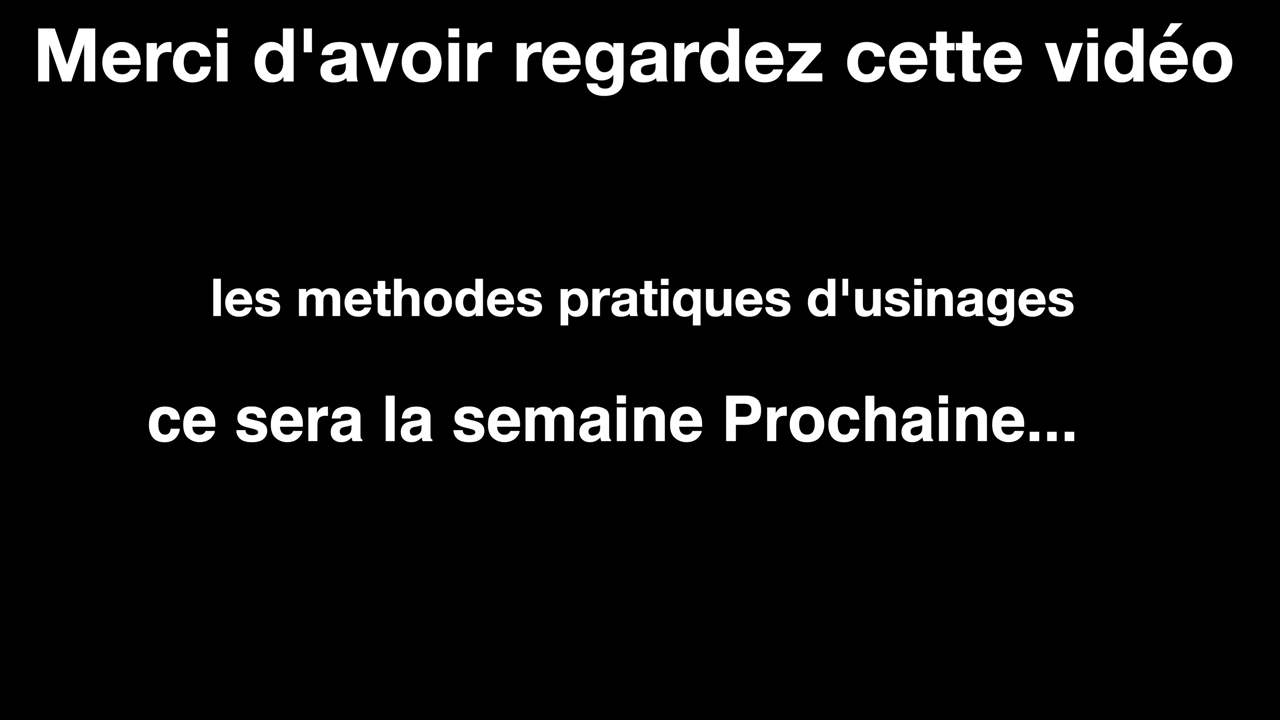 Merci d'avoir regardez cette vidéo
les methodes pratiques d'usinages
ce sera la semaine Prochaine...